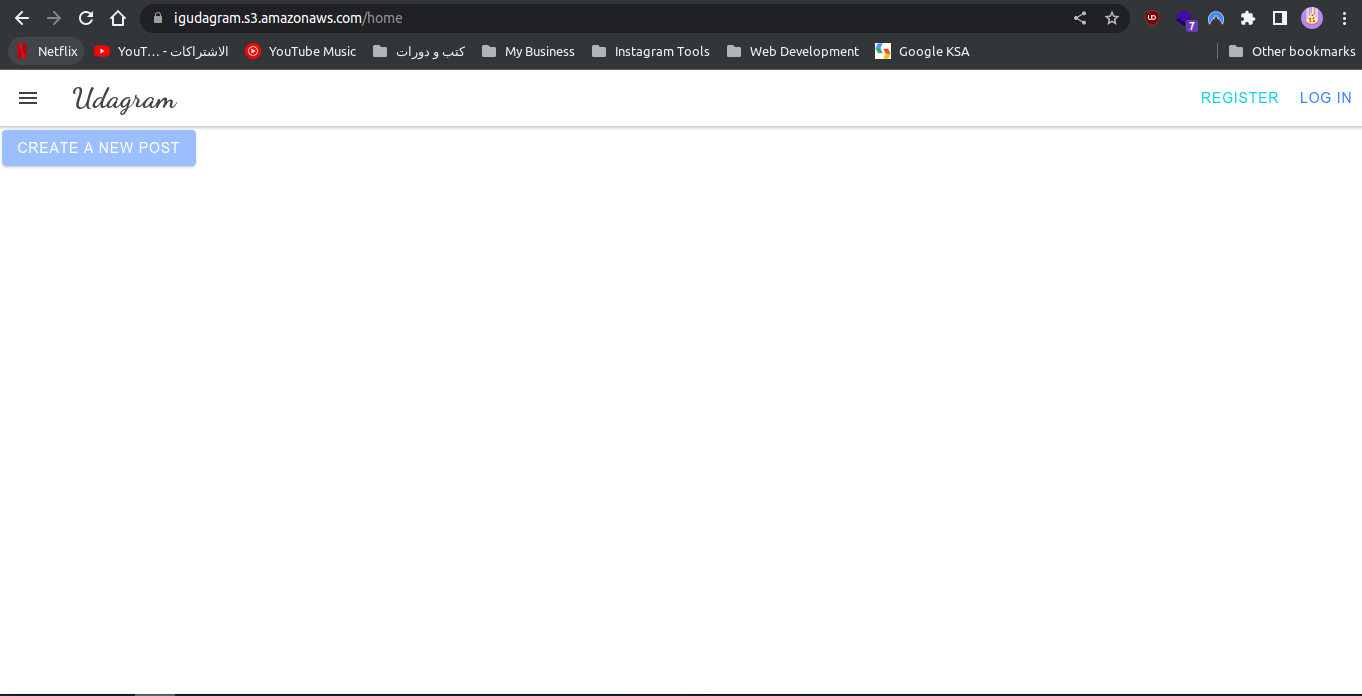 igudagram.s3.amazonaws.com/home
7
Netflix YouT... - الاشتراكات YouTube Music كتب و دورات My Business Instagram Tools Web Development Google KSA Other bookmarks
Udagram REGISTER LOG IN
CREATE A NEW POST